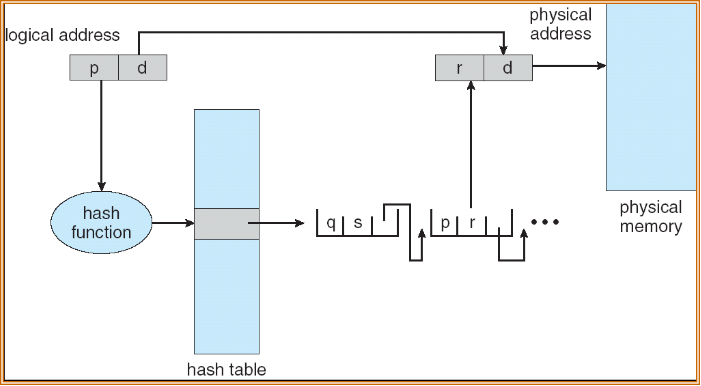 logical address
physical
address
p d
r d
hash
function
q s
p r
physical
memory
hash table